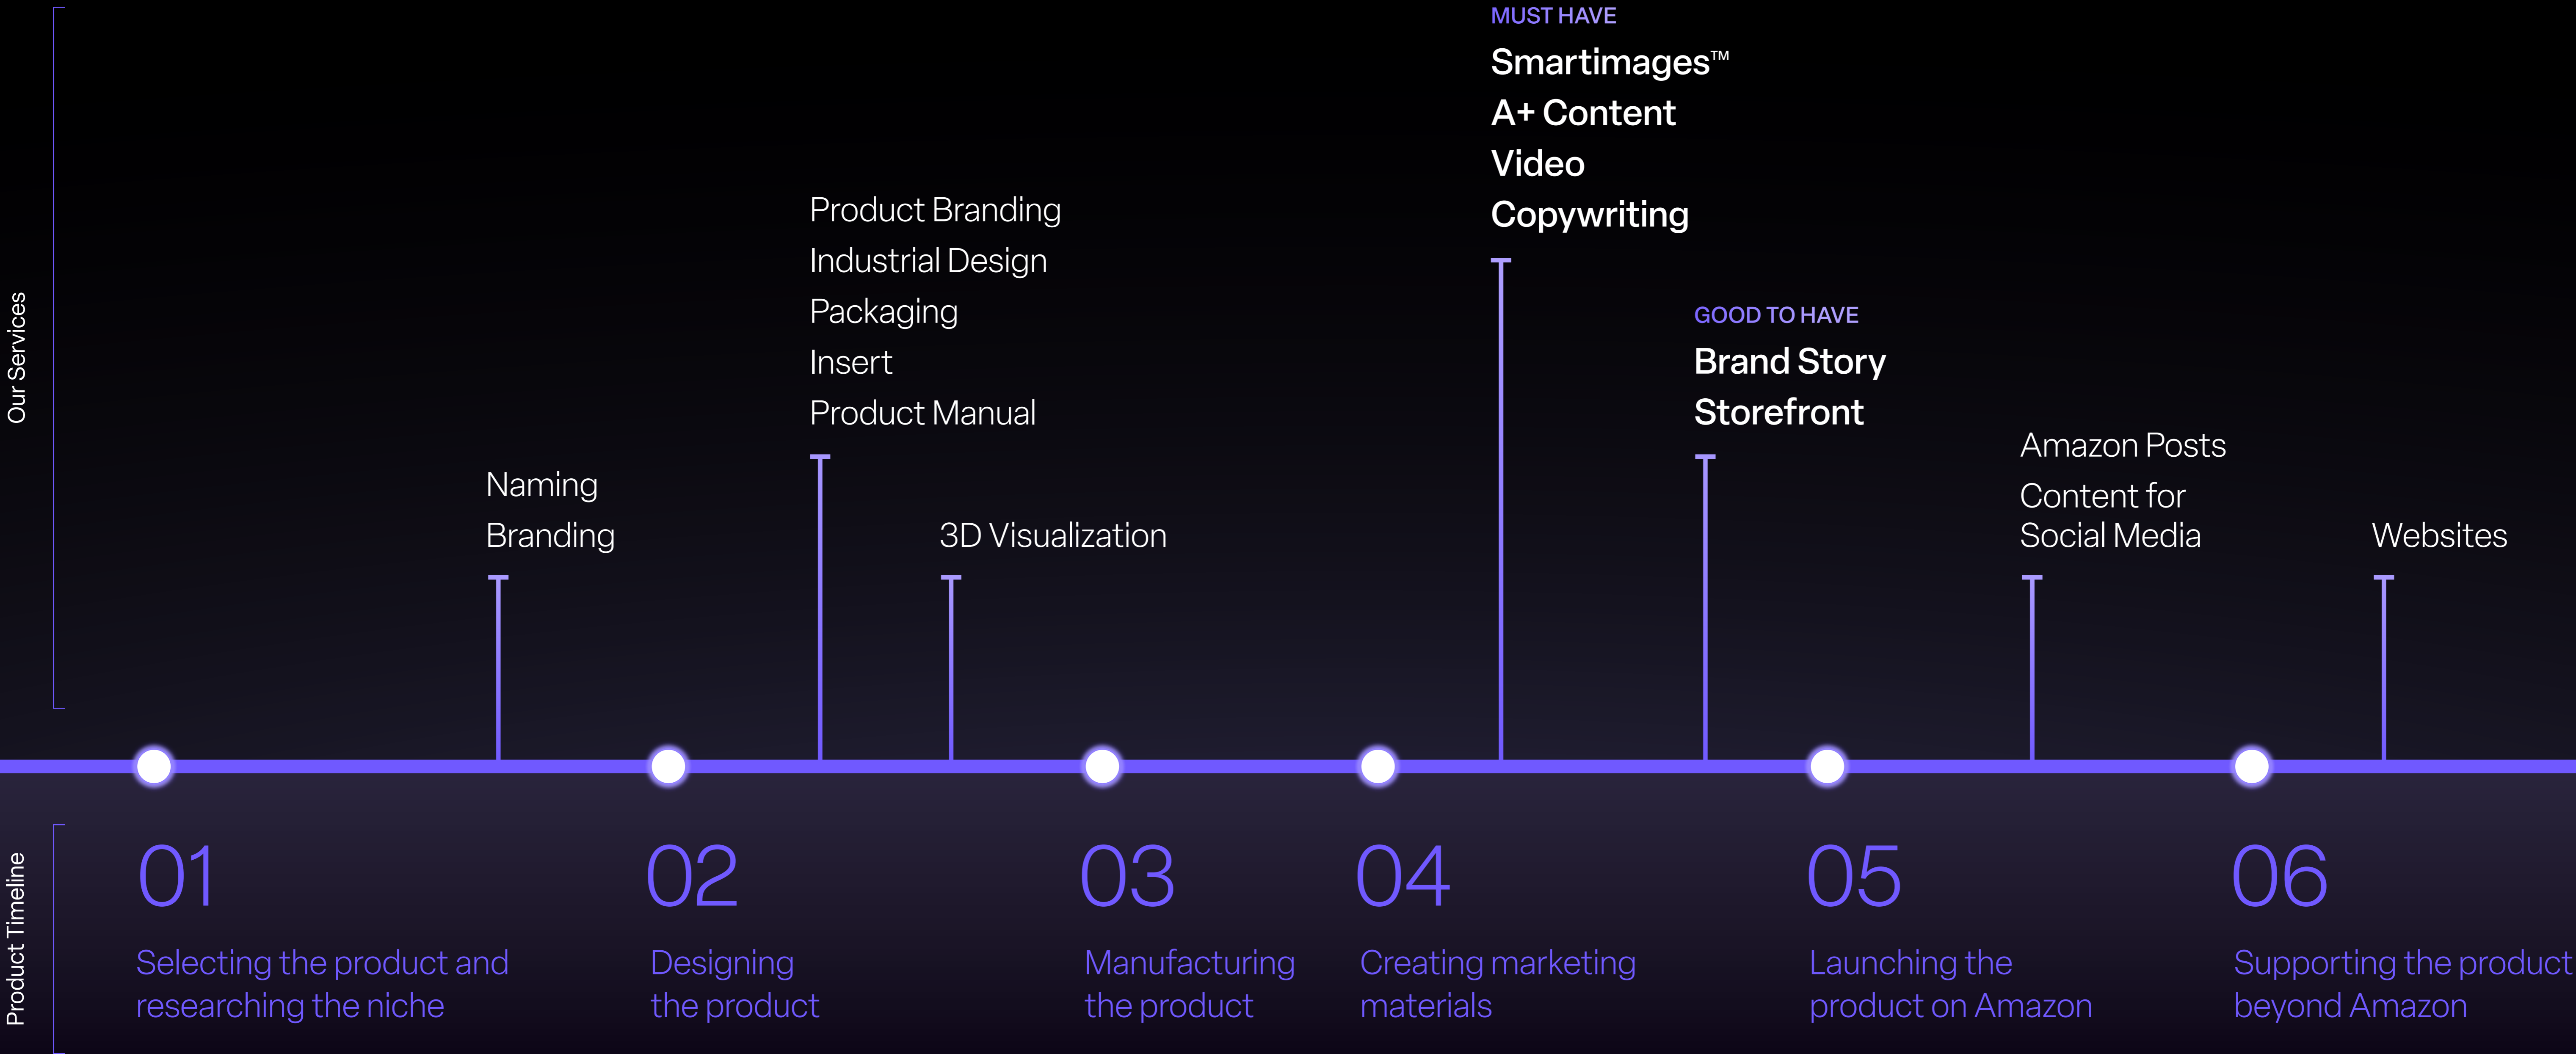 Our Services
MUST HAVE
Smartimages™
A+ Content
Video
Copywriting
Product Branding
Industrial Design
Packaging
Insert
Product Manual
GOOD TO HAVE
Brand Story
Storefront
Naming
Branding
3D Visualization
Amazon Posts
Content for
Social Media
Websites
Product Timeline
01
Selecting the product and
researching the niche
02
Designing
the product
03
Manufacturing
the product
04
Creating marketing
materials
05
Launching the
product on Amazon
06
Supporting the product
beyond Amazon